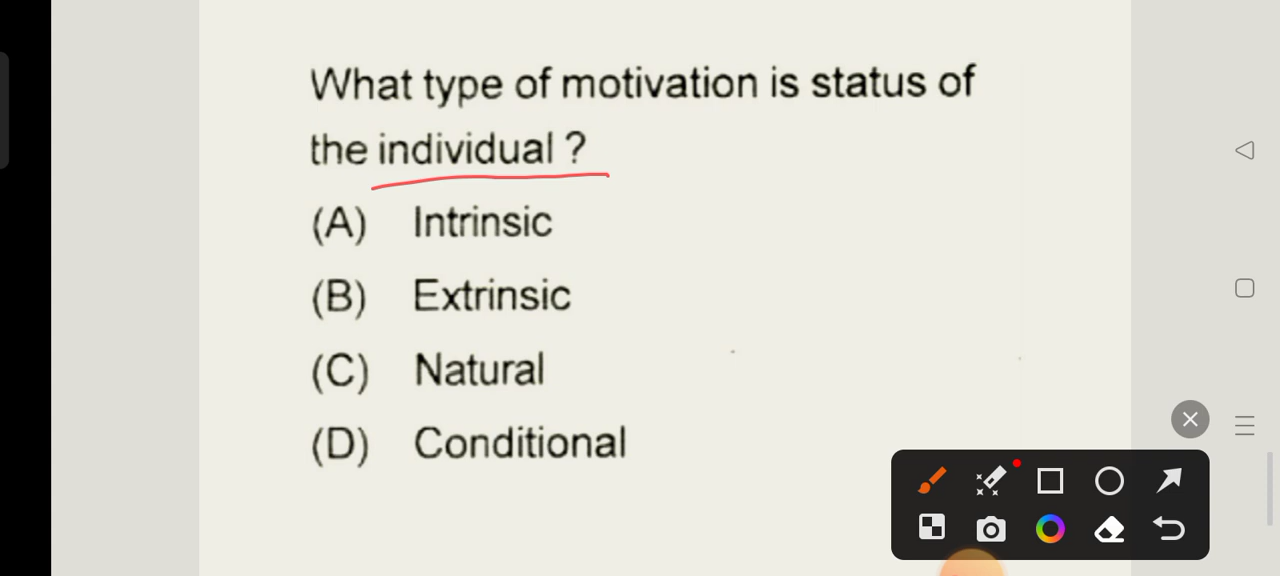 What type of motivation is status of
the individual ?
(A) Intrinsic
(B) Extrinsic
(C) Natural
(D) Conditional